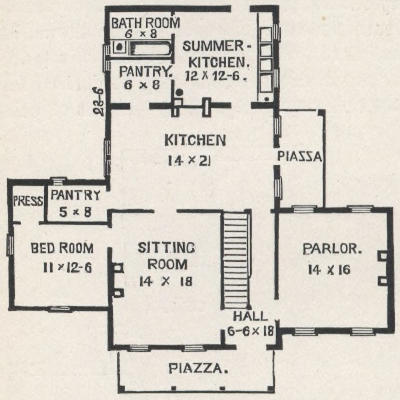 BATH ROOM
6 x 8
SUMMER-
KITCHEN.
12 x 12-6.
PANTRY.
6 x 8
28-6
KITCHEN
14 x 21
PIAZZA
PRESS
PANTRY
5 x 8
BED ROOM
11 x 12-6
SITTING
ROOM
14 x 18
PARLOR.
14 x 16
HALL
6-6 x 18
PIAZZA.